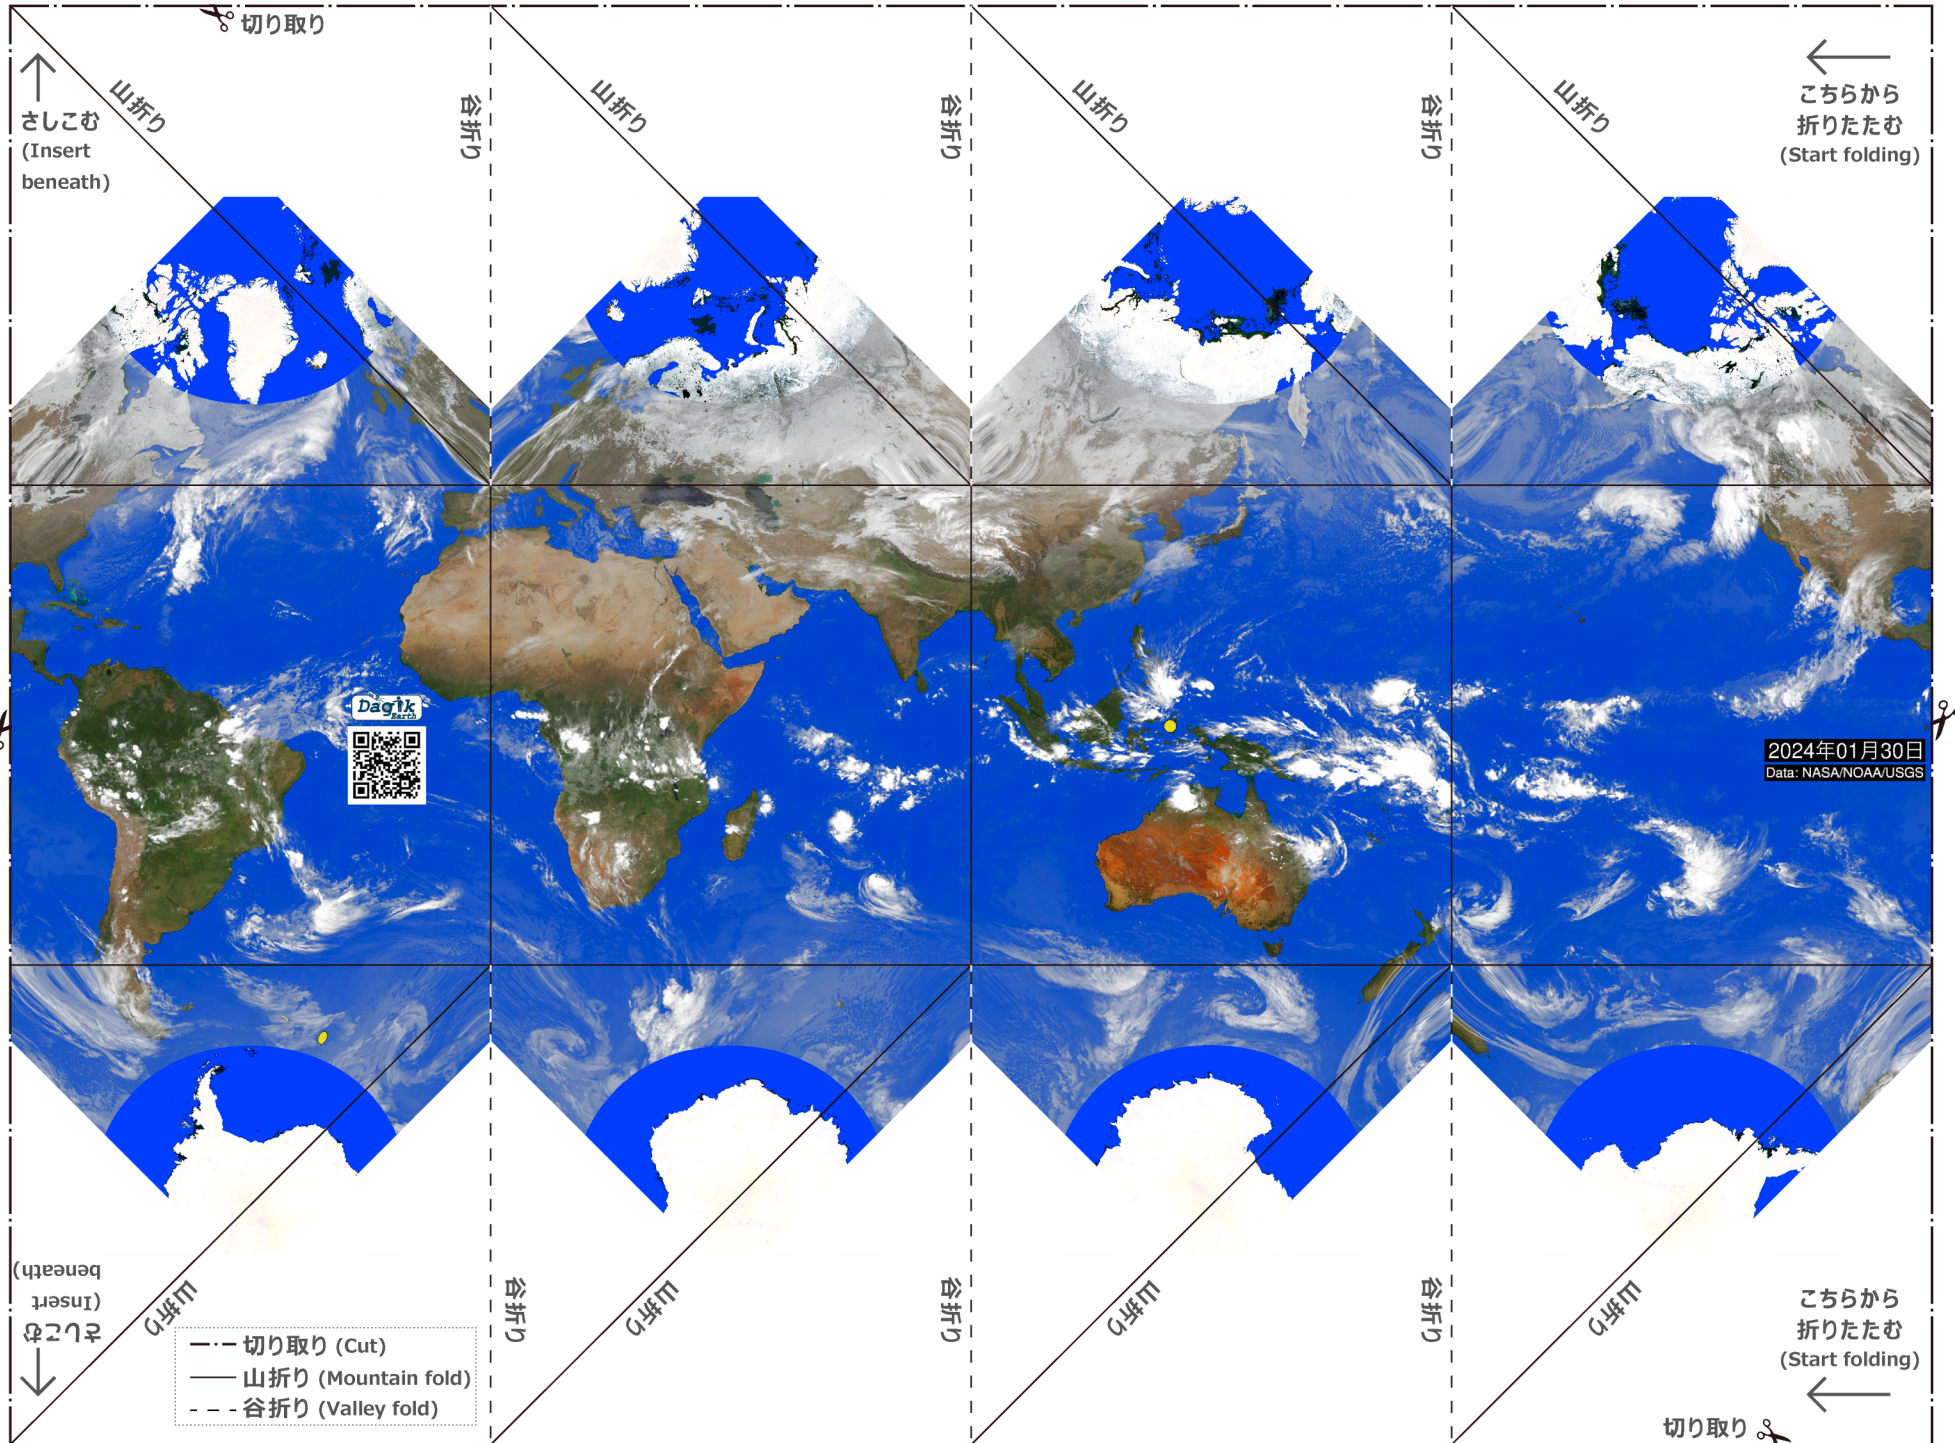 切り取り
さしこむ
(Insert
beneath)
山折り
谷折り
山折り
谷折り
山折り
谷折り
山折り
こちらから
折りたたむ
(Start folding)
Dagik
Earth
2024年01月30日
Data: NASA/NOAA/USGS
さしこむ
(Insert
beneath)
山折り
谷折り
山折り
谷折り
山折り
谷折り
山折り
こちらから
折りたたむ
(Start folding)
切り取り (Cut)
山折り (Mountain fold)
谷折り (Valley fold)
切り取り